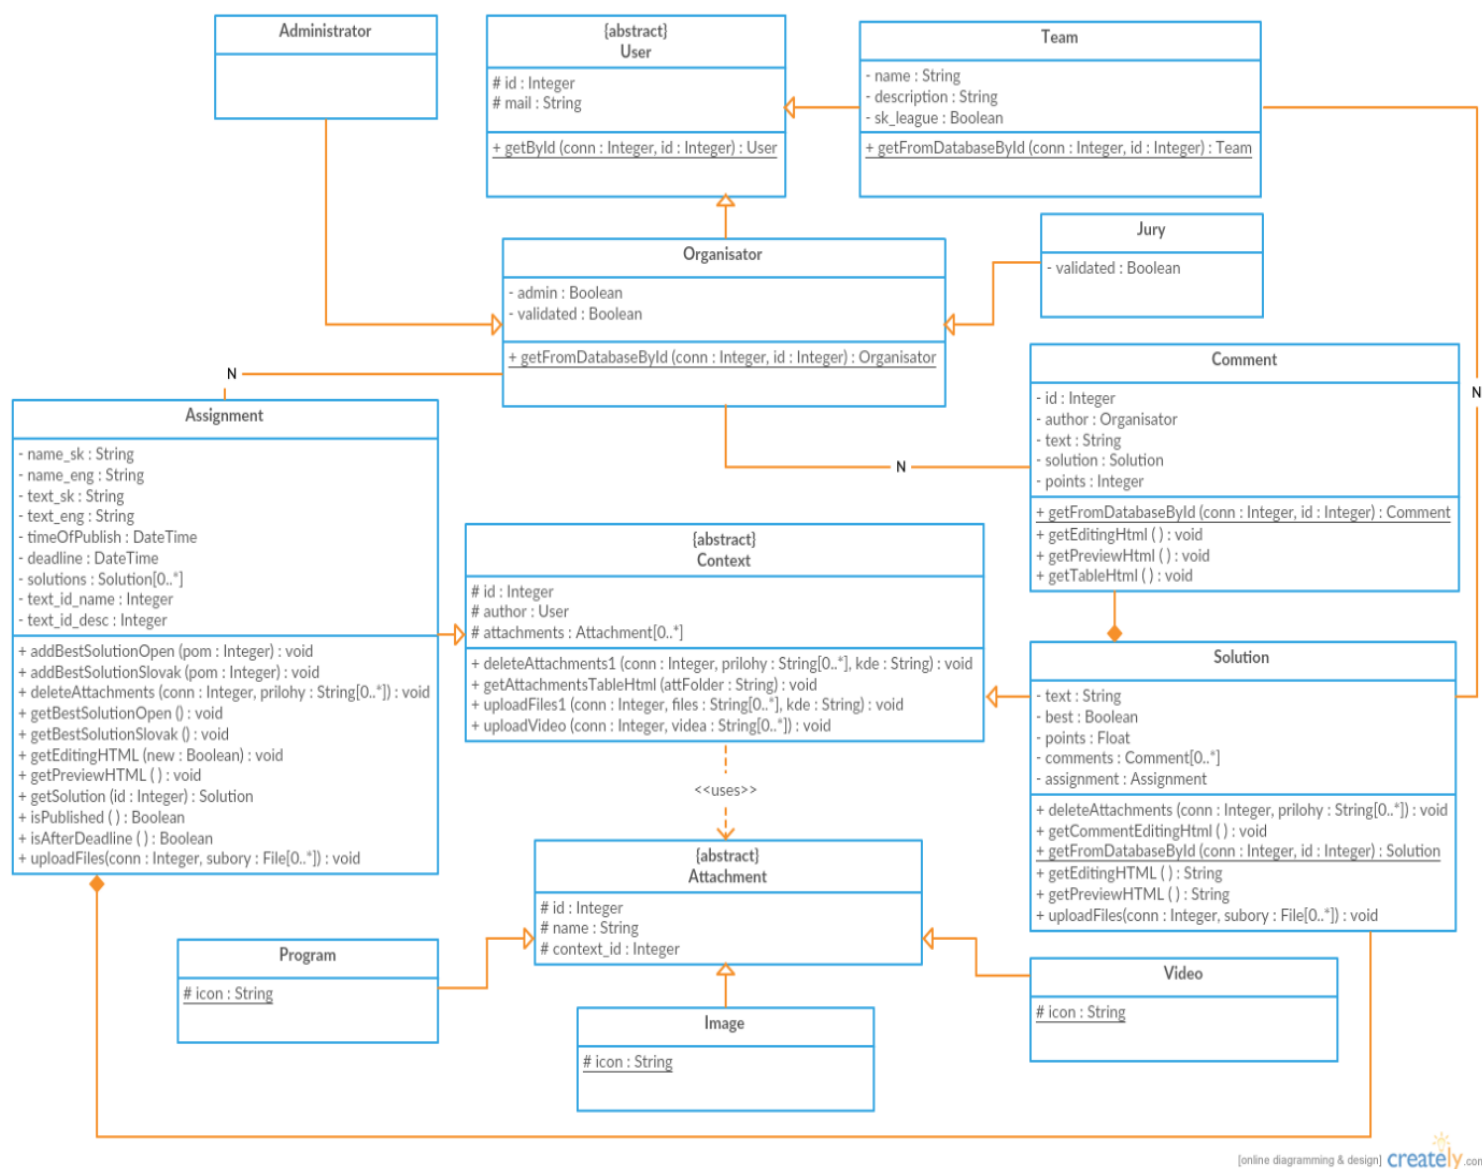 Administrator
{abstract}
User
# id : Integer
# mail : String
+ getById (conn : Integer, id : Integer) : User
Team
- name : String
- description : String
- sk_league : Boolean
+ getFromDatabaseById (conn : Integer, id : Integer) : Team
Organisator
- admin : Boolean
- validated : Boolean
+ getFromDatabaseById (conn : Integer, id : Integer) : Organisator
Jury
- validated : Boolean
N
N
N
Comment
- id : Integer
- author : Organisator
- text : String
- solution : Solution
- points : Integer
+ getFromDatabaseById (conn : Integer, id : Integer) : Comment
+ getEditingHtml ( ) : void
+ getPreviewHtml ( ) : void
+ getTableHtml ( ) : void
Assignment
- name_sk : String
- name_eng : String
- text_sk : String
- text_eng : String
- timeOfPublish : DateTime
- deadline : DateTime
- solutions : Solution[0..*]
- text_id_name : Integer
- text_id_desc : Integer
+ addBestSolutionOpen (pom : Integer) : void
+ addBestSolutionSlovak (pom : Integer) : void
+ deleteAttachments (conn : Integer, prilohy : String[0..*]) : void
+ getBestSolutionOpen () : void
+ getBestSolutionSlovak () : void
+ getEditingHTML (new : Boolean) : void
+ getPreviewHTML ( ) : void
+ getSolution (id : Integer) : Solution
+ isPublished ( ) : Boolean
+ isAfterDeadline ( ) : Boolean
+ uploadFiles(conn : Integer, subory : File[0..*]) : void
{abstract}
Context
# id : Integer
# author : User
# attachments : Attachment[0..*]
+ deleteAttachments1 (conn : Integer, prilohy : String[0..*], kde : String) : void
+ getAttachmentsTableHtml (attFolder : String) : void
+ uploadFiles1 (conn : Integer, files : String[0..*], kde : String) : void
+ uploadVideo (conn : Integer, videa : String[0..*]) : void
<<uses>>
Solution
- text : String
- best : Boolean
- points : Float
- comments : Comment[0..*]
- assignment : Assignment
+ deleteAttachments (conn : Integer, prilohy : String[0..*]) : void
+ getCommentEditingHtml ( ) : void
+ getFromDatabaseById (conn : Integer, id : Integer) : Solution
+ getEditingHTML ( ) : String
+ getPreviewHTML ( ) : String
+ uploadFiles(conn : Integer, subory : File[0..*]) : void
{abstract}
Attachment
# id : Integer
# name : String
# context_id : Integer
Program
# icon : String
Image
# icon : String
Video
# icon : String
[online diagramming & design] creately.com